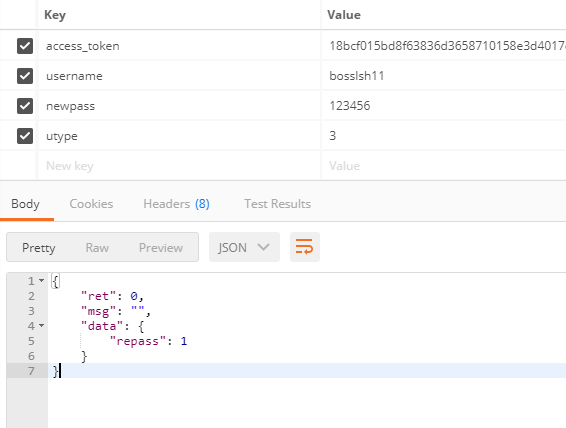 Key Value
access_token 18bcf015bd8f63836d3658710158e3d4017
username bosslsh11
newpass 123456
utype 3
New key Value
Body Cookies Headers (8) Test Results
Pretty Raw Preview JSON
1 {
2 "ret": 0,
3 "msg": "",
4 "data": {
5 "repass": 1
6 }
7 }